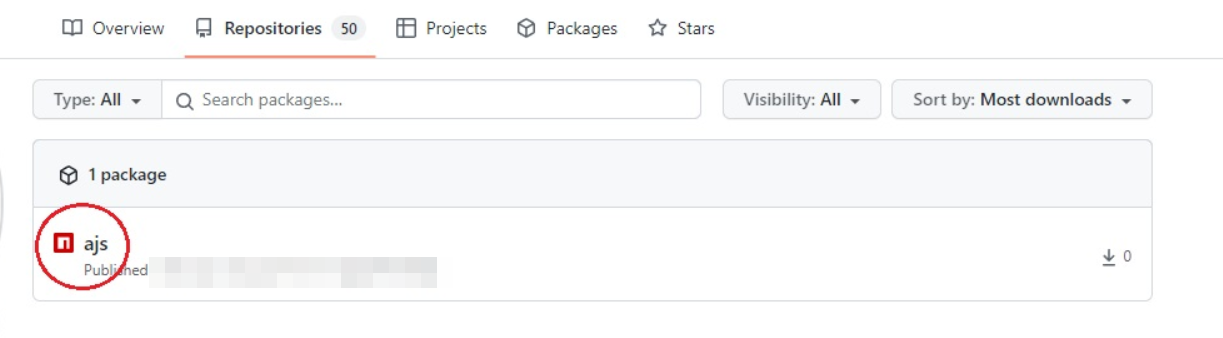 Overview Repositories 50 Projects Packages Stars
Type: All Search packages... Visibility: All Sort by: Most downloads
1 package
ajs
Published
0